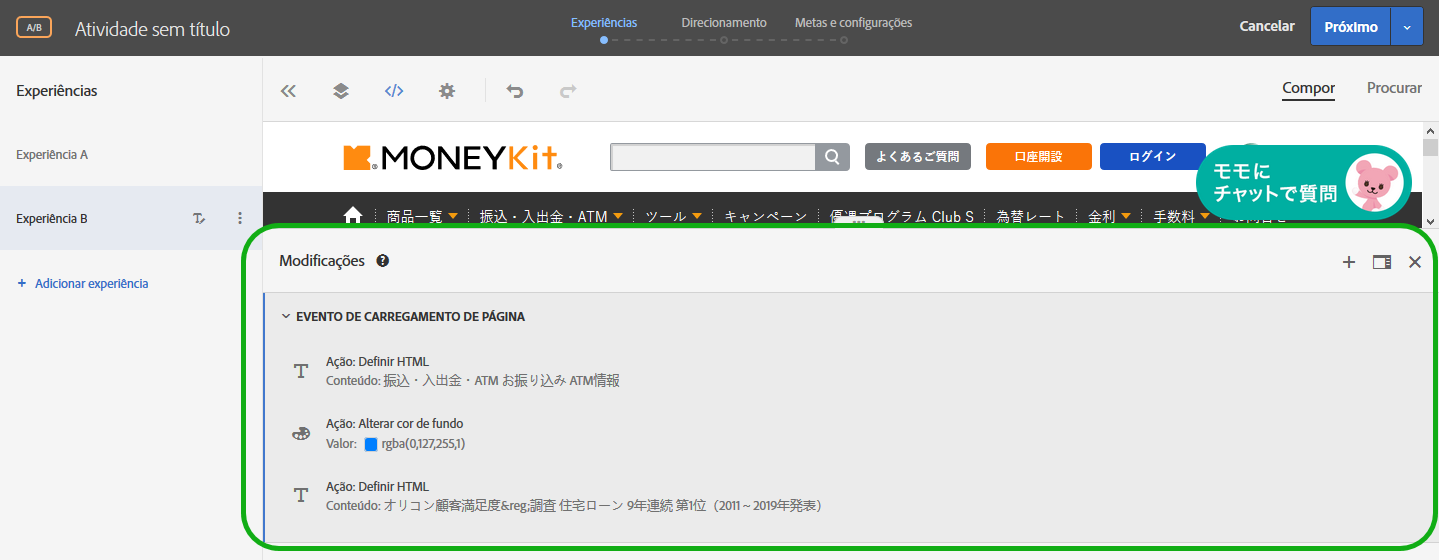 A/B
Atividade sem título
Experiências
Direcionamento
Metas e configurações
Cancelar
Próximo
Experiências
Compor
Procurar
Experiência A
Experiência B
+ Adicionar experiência
MONEYKit®
よくあるご質問
口座開設
ログイン
モモに
チャットで質問
商品一覧
振込・入出金・ATM
ツール
キャンペーン
優遇プログラム Club S
為替レート
金利
手数料
Modificações
EVENTO DE CARREGAMENTO DE PÁGINA
Ação: Definir HTML
Conteúdo: 振込・入出金・ATM お振り込み ATM情報
Ação: Alterar cor de fundo
Valor: rgba(0,127,255,1)
Ação: Definir HTML
Conteúdo: オリコン顧客満足度&reg;調査 住宅ローン 9年連続 第1位（2011～2019年発表）